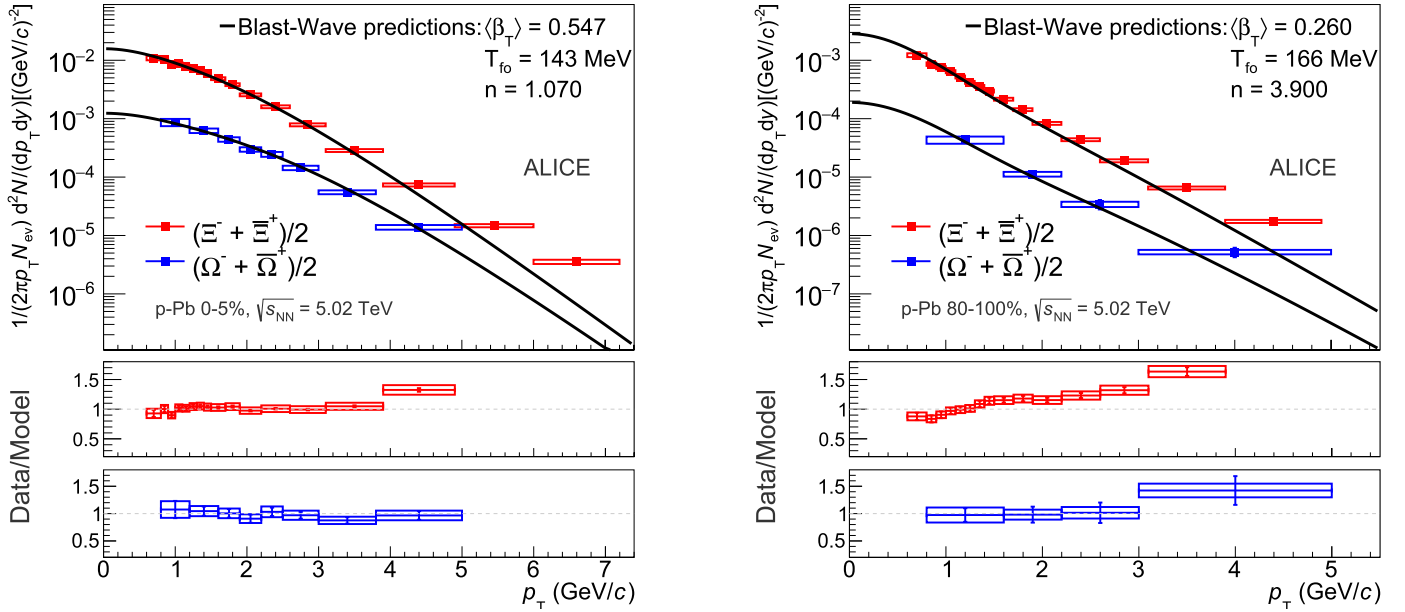 1/(2πp_T N_ev) d²N/(dp_T dy)[(GeV/c)⁻²]
Blast-Wave predictions:⟨β_T⟩ = 0.547
T_fo = 143 MeV
n = 1.070
ALICE
(Ξ⁻ + Ξ̅⁺)/2
(Ω⁻ + Ω̅⁺)/2
p-Pb 0-5%, √s_NN = 5.02 TeV
10⁻²
10⁻³
10⁻⁴
10⁻⁵
10⁻⁶
Data/Model
1.5
1
0.5
1.5
1
0.5
0 1 2 3 4 5 6 7
p_T (GeV/c)
1/(2πp_T N_ev) d²N/(dp_T dy)[(GeV/c)⁻²]
Blast-Wave predictions:⟨β_T⟩ = 0.260
T_fo = 166 MeV
n = 3.900
ALICE
(Ξ⁻ + Ξ̅⁺)/2
(Ω⁻ + Ω̅⁺)/2
p-Pb 80-100%, √s_NN = 5.02 TeV
10⁻³
10⁻⁴
10⁻⁵
10⁻⁶
10⁻⁷
Data/Model
1.5
1
0.5
1.5
1
0.5
0 1 2 3 4 5
p_T (GeV/c)